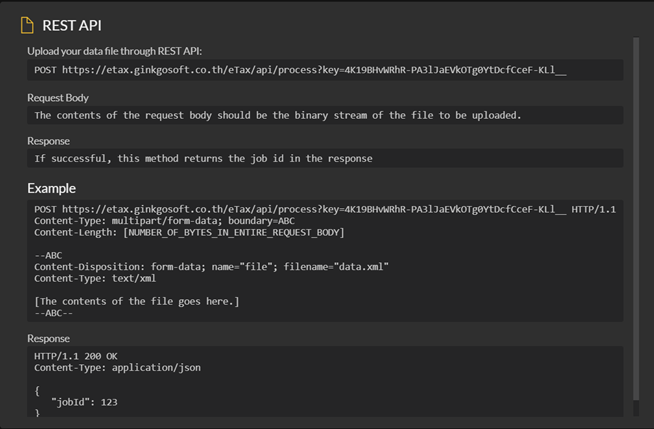 REST API
Upload your data file through REST API:
POST https://etax.ginkgosoft.co.th/eTax/api/process?key=4K19BHvWRhR-PA3lJaEVkOTg0YtDcfCceF-KLl__
Request Body
The contents of the request body should be the binary stream of the file to be uploaded.
Response
If successful, this method returns the job id in the response
Example
POST https://etax.ginkgosoft.co.th/eTax/api/process?key=4K19BHvWRhR-PA3lJaEVkOTg0YtDcfCceF-KLl__ HTTP/1.1
Content-Type: multipart/form-data; boundary=ABC
Content-Length: [NUMBER_OF_BYTES_IN_ENTIRE_REQUEST_BODY]
--ABC
Content-Disposition: form-data; name="file"; filename="data.xml"
Content-Type: text/xml
[The contents of the file goes here.]
--ABC--
Response
HTTP/1.1 200 OK
Content-Type: application/json
{
"jobId": 123
}